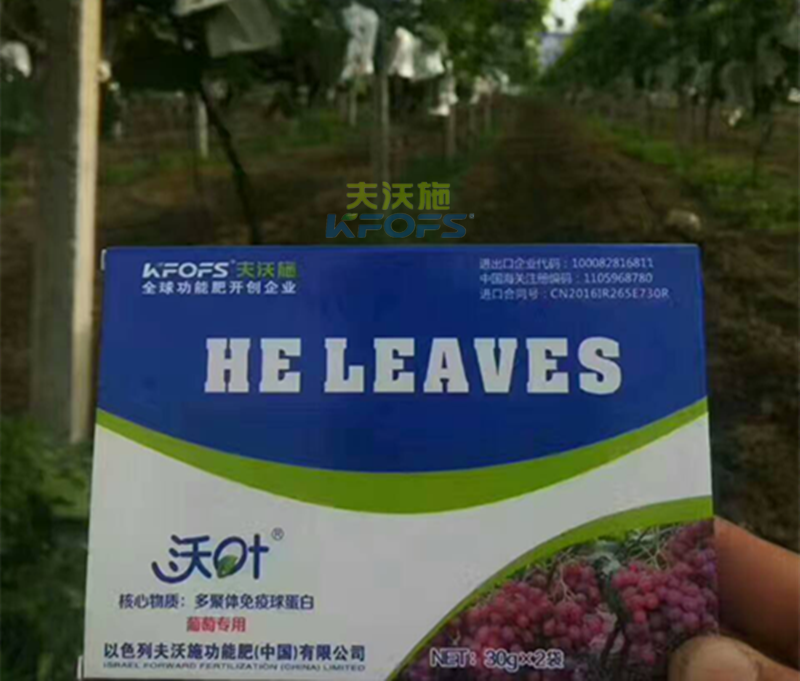 夫沃施
KFOFS®
KFOFS® 夫沃施
全球功能肥开创企业
进出口企业代码：100082816811
中国海关注册编码：1105968780
进口合同号：CN2016IR265E730R
HE LEAVES
沃叶®
核心物质：多聚体免疫球蛋白
葡萄专用
以色列夫沃施功能肥(中国)有限公司
ISRAEL FORWARD FERTILIZATION (CHINA) LIMITED
NET：30g×2袋